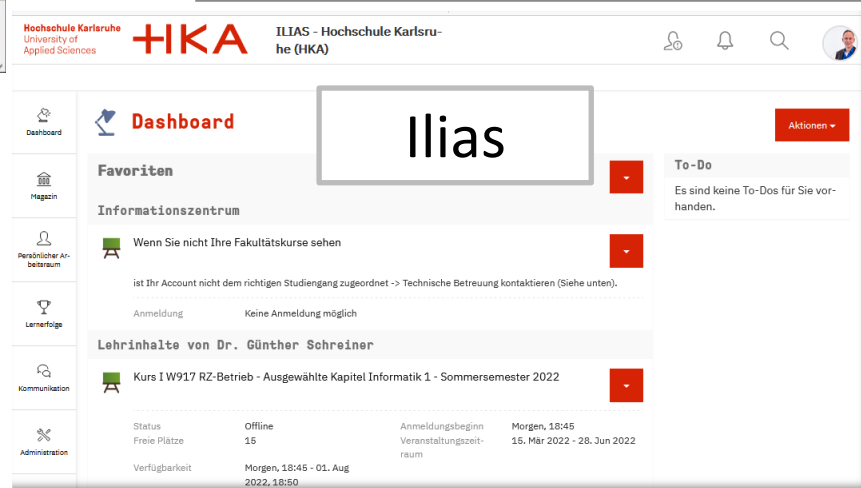 Hochschule Karlsruhe
University of
Applied Sciences
HKA
ILIAS - Hochschule Karlsru-
he (HKA)
Ilias
Dashboard
Magazin
Persönlicher Ar-
beitsraum
Lernerfolge
Kommunikation
Administration
Dashboard
Aktionen
Favoriten
Informationszentrum
Wenn Sie nicht Ihre Fakultätskurse sehen
ist Ihr Account nicht dem richtigen Studiengang zugeordnet -> Technische Betreuung kontaktieren (Siehe unten).
Anmeldung Keine Anmeldung möglich
Lehrinhalte von Dr. Günther Schreiner
Kurs I W917 RZ-Betrieb - Ausgewählte Kapitel Informatik 1 - Sommersemester 2022
Status Offline Anmeldungsbeginn Morgen, 18:45
Freie Plätze 15 Veranstaltungszeit- 15. Mär 2022 - 28. Jun 2022
raum
Verfügbarkeit Morgen, 18:45 - 01. Aug
2022, 18:50
To-Do
Es sind keine To-Dos für Sie vor-
handen.